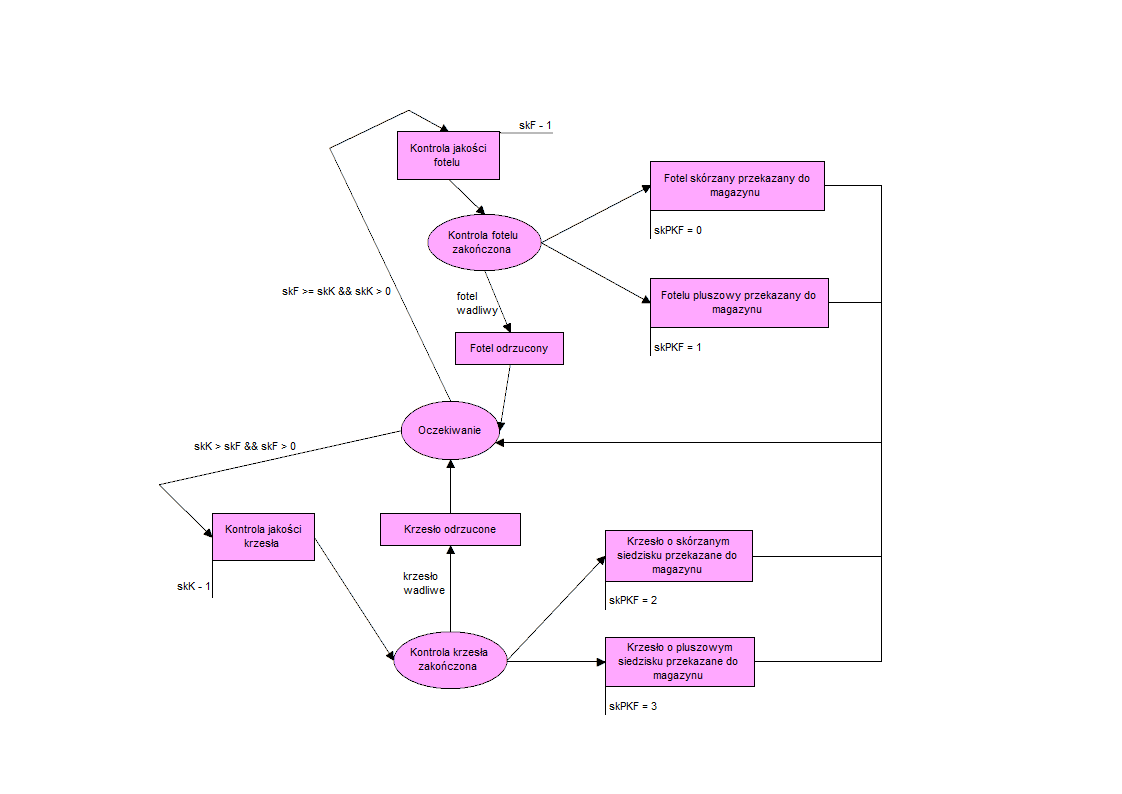 skF - 1
Kontrola jakości
fotelu
Fotel skórzany przekazany do
magazynu
skPKF = 0
Kontrola fotelu
zakończona
skF >= skK && skK > 0
fotel
wadliwy
Fotelu pluszowy przekazany do
magazynu
skPKF = 1
Fotel odrzucony
Oczekiwanie
skK > skF && skF > 0
Kontrola jakości
krzesła
skK - 1
Krzesło odrzucone
krzesło
wadliwe
Krzesło o skórzanym
siedzisku przekazane do
magazynu
skPKF = 2
Kontrola krzesła
zakończona
Krzesło o pluszowym
siedzisku przekazane do
magazynu
skPKF = 3